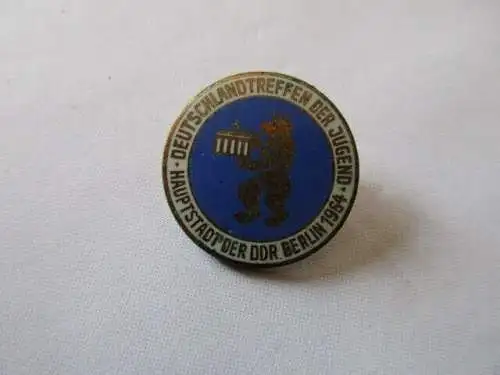 DEUTSCHLANDTREFFEN DER JUGEND
HAUPTSTADT DER DDR BERLIN 1964